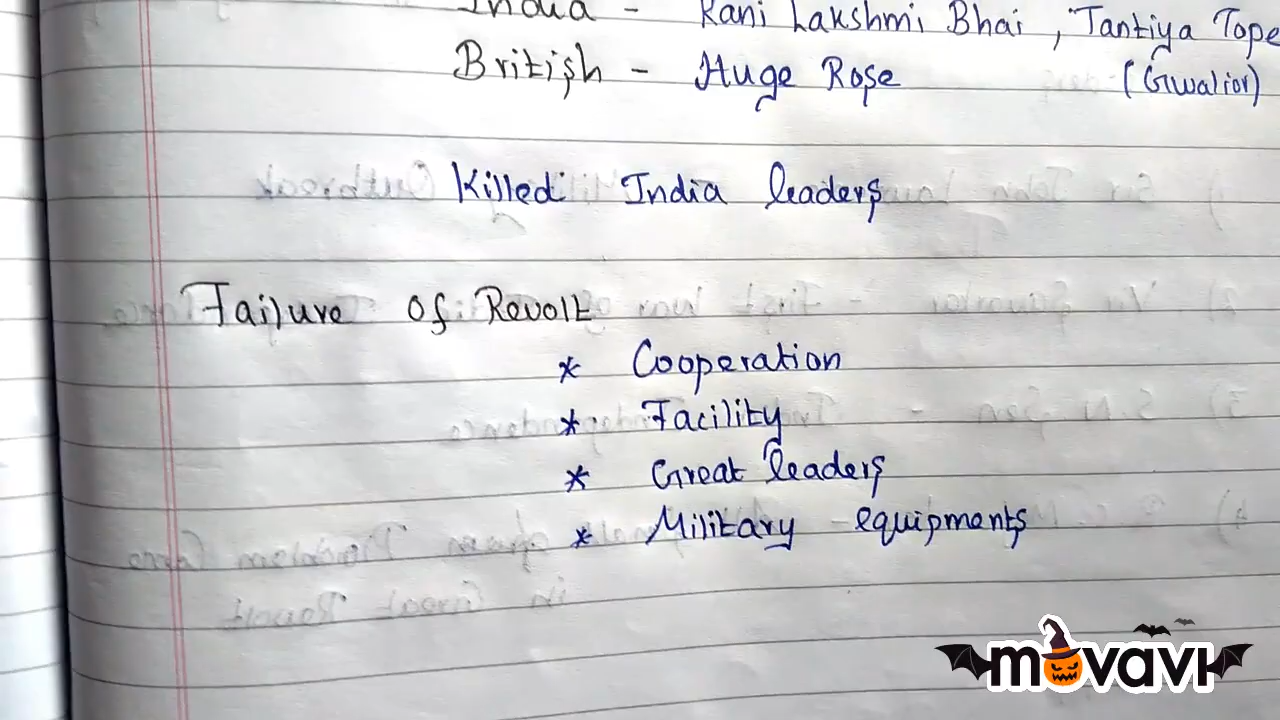 India - Rani Lakshmi Bhai , Tantiya Tope
British - Huge Rose (Gwalior)
Killed India leaders
Failure of Revolt
* Cooperation
* Facility
* Great leaders
* Military equipments
movavi